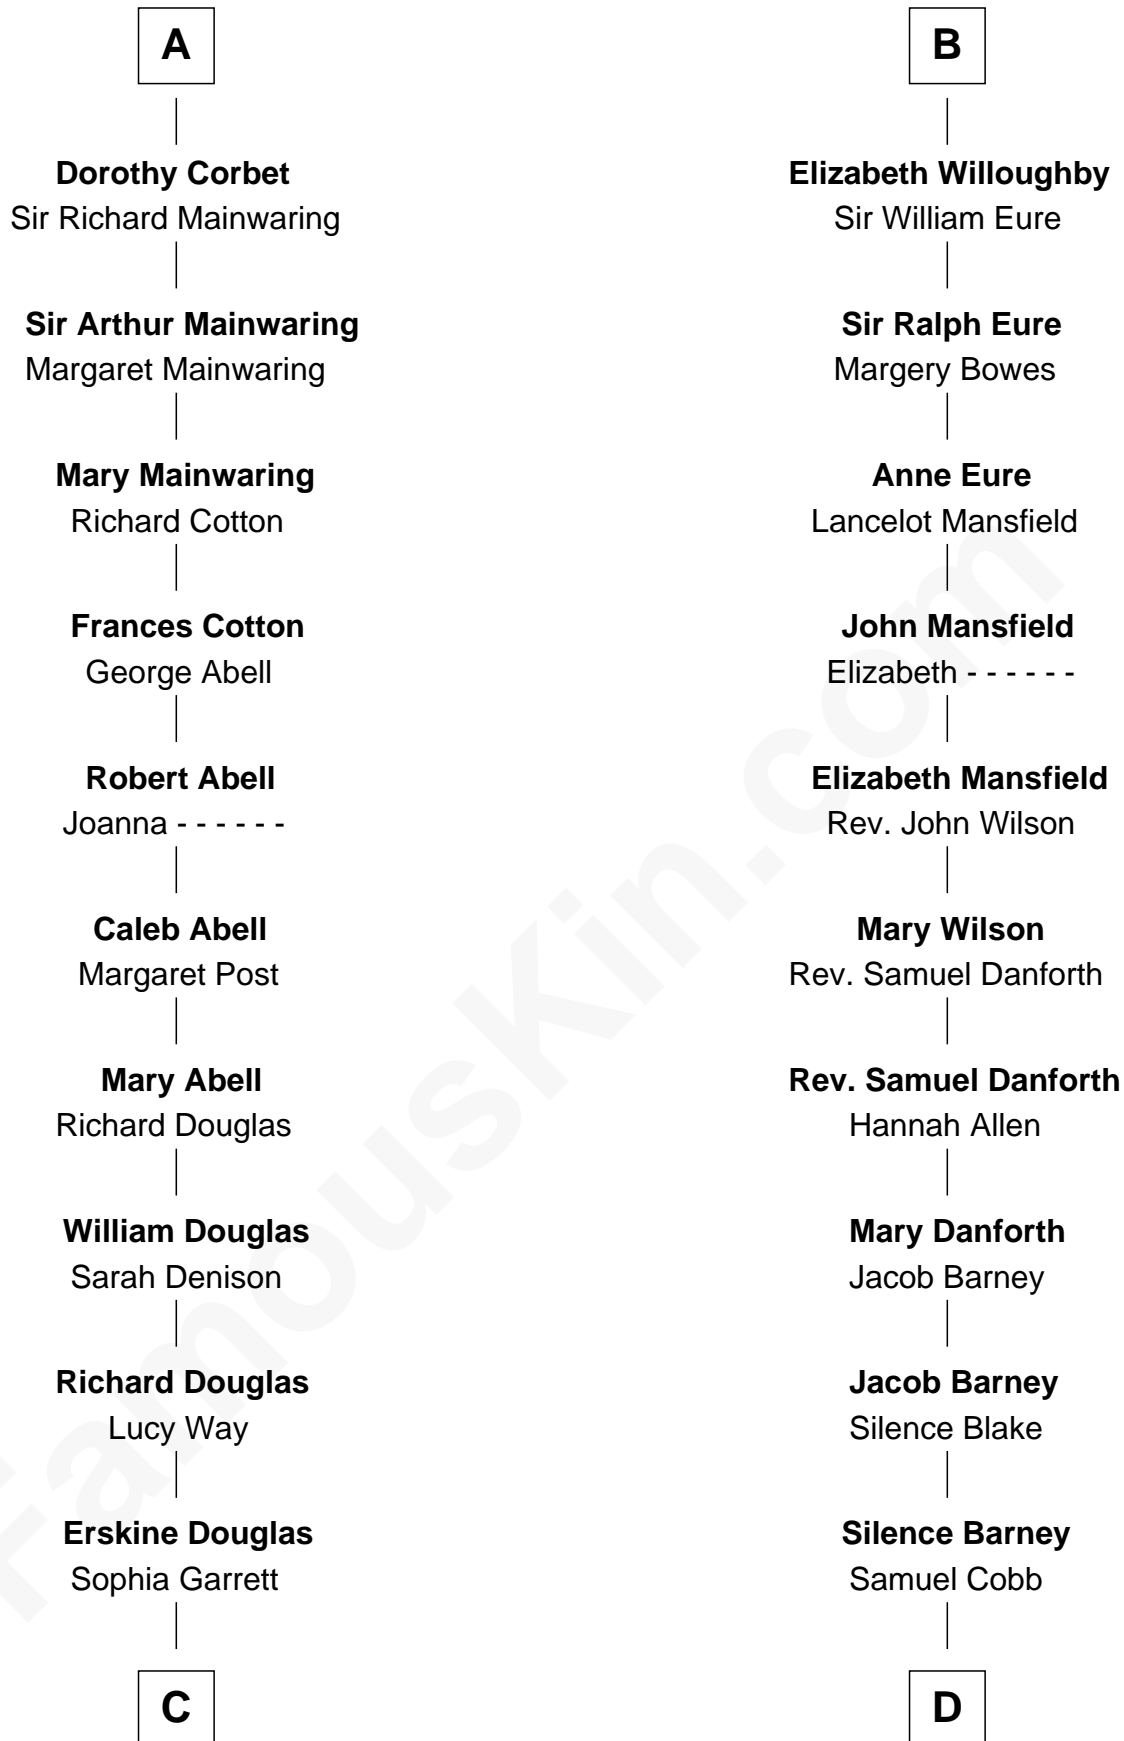 A
Dorothy Corbet
Sir Richard Mainwaring
Sir Arthur Mainwaring
Margaret Mainwaring
Mary Mainwaring
Richard Cotton
Frances Cotton
George Abell
Robert Abell
Joanna - - - - - -
Caleb Abell
Margaret Post
Mary Abell
Richard Douglas
William Douglas
Sarah Denison
Richard Douglas
Lucy Way
Erskine Douglas
Sophia Garrett
C
B
Elizabeth Willoughby
Sir William Eure
Sir Ralph Eure
Margery Bowes
Anne Eure
Lancelot Mansfield
John Mansfield
Elizabeth - - - - - -
Elizabeth Mansfield
Rev. John Wilson
Mary Wilson
Rev. Samuel Danforth
Rev. Samuel Danforth
Hannah Allen
Mary Danforth
Jacob Barney
Jacob Barney
Silence Blake
Silence Barney
Samuel Cobb
D
FamousKin.com